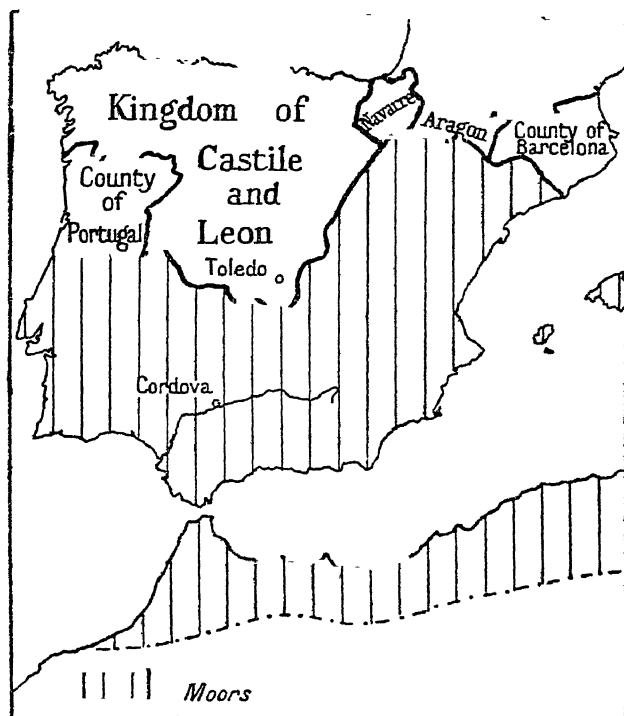 Kingdom of
Castile
and
Leon
Navarre
Aragon
County of
Barcelona
County
of
Portugal
Toledo
Cordova
Moors